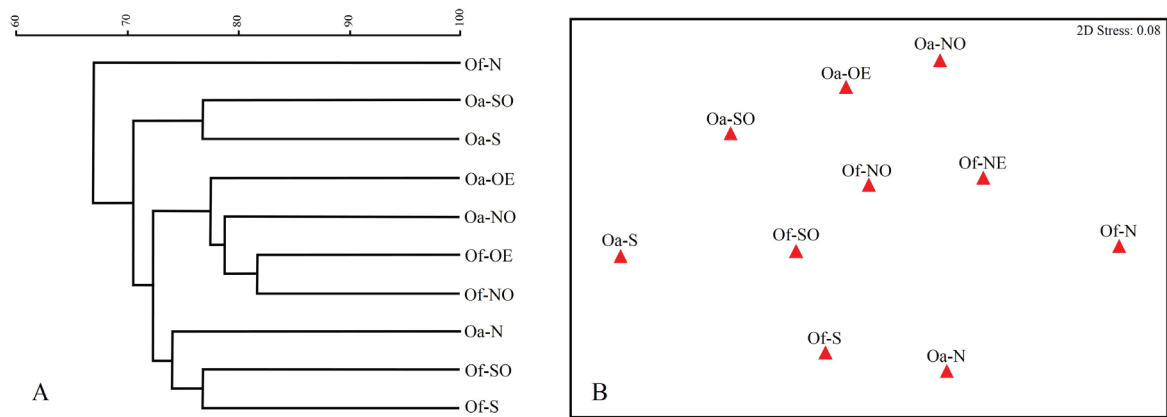 60 70 80 90 100
Of-N
Oa-SO
Oa-S
Oa-OE
Oa-NO
Of-OE
Of-NO
Oa-N
Of-SO
Of-S
A
2D Stress: 0.08
Oa-NO
Oa-OE
Oa-SO
Of-NO
Of-NE
Oa-S
Of-SO
Of-N
Of-S
Oa-N
B